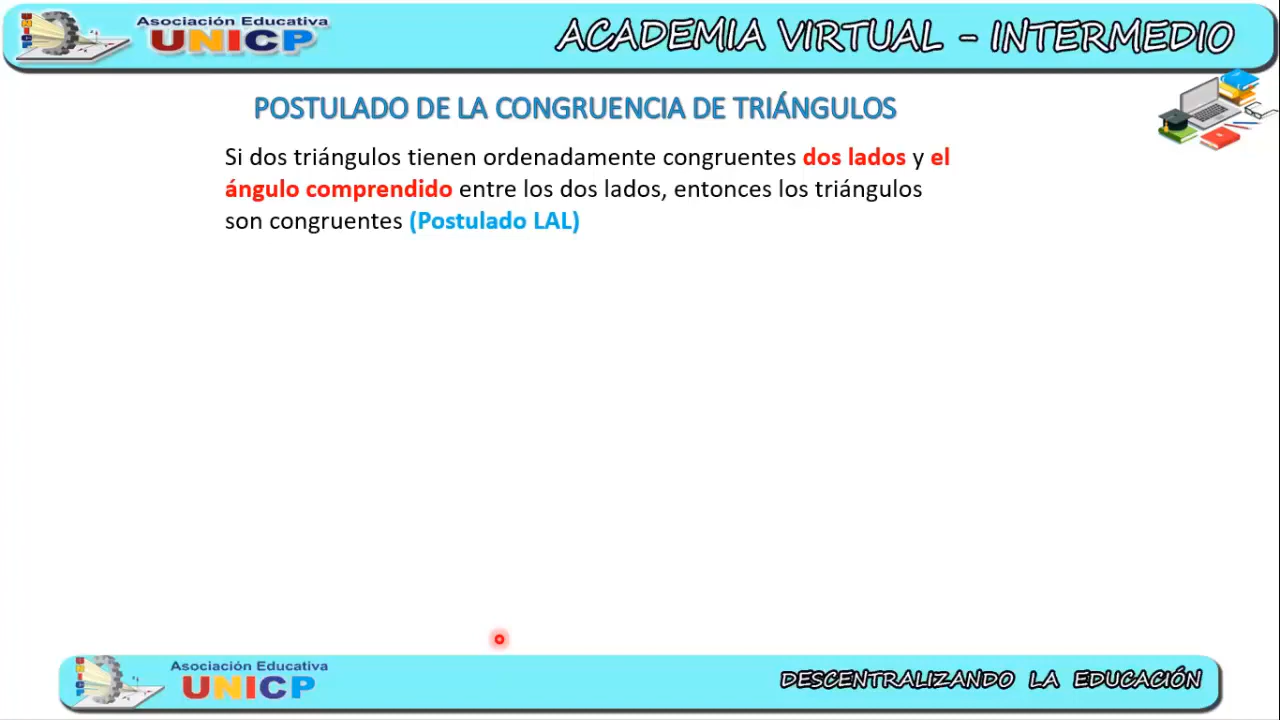 Asociación Educativa
UNICP
ACADEMIA VIRTUAL - INTERMEDIO
POSTULADO DE LA CONGRUENCIA DE TRIÁNGULOS
Si dos triángulos tienen ordenadamente congruentes dos lados y el
ángulo comprendido entre los dos lados, entonces los triángulos
son congruentes (Postulado LAL)
Asociación Educativa
UNICP
DESCENTRALIZANDO LA EDUCACIÓN